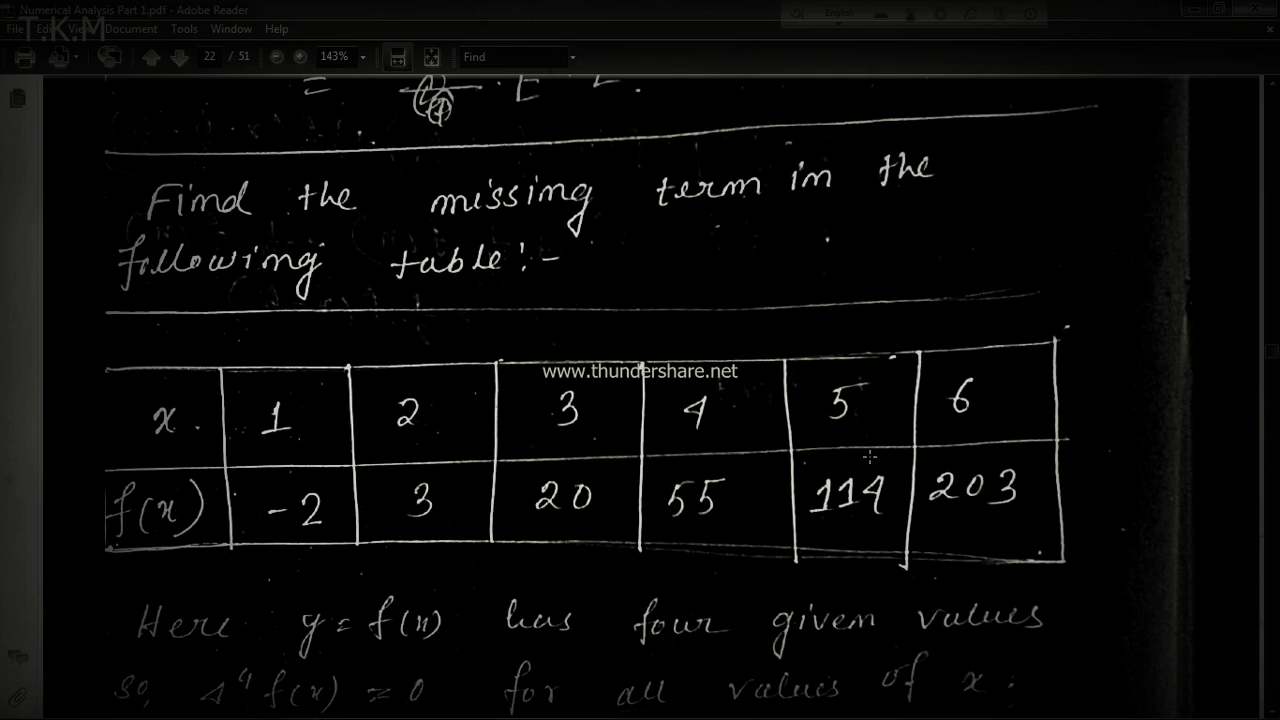 Numerical Analysis Part 1.pdf - Adobe Reader
T.K.M
File Edit View Document Tools Window Help
English
22 / 51 143% Find
Find the missing term in the
following table:-
www.thundershare.net
x 1 2 3 4 5 6
f(x) -2 3 20 55 114 203
Here y = f(x) has four given values
so, Δ⁴ f(x) = 0 for all values of x.